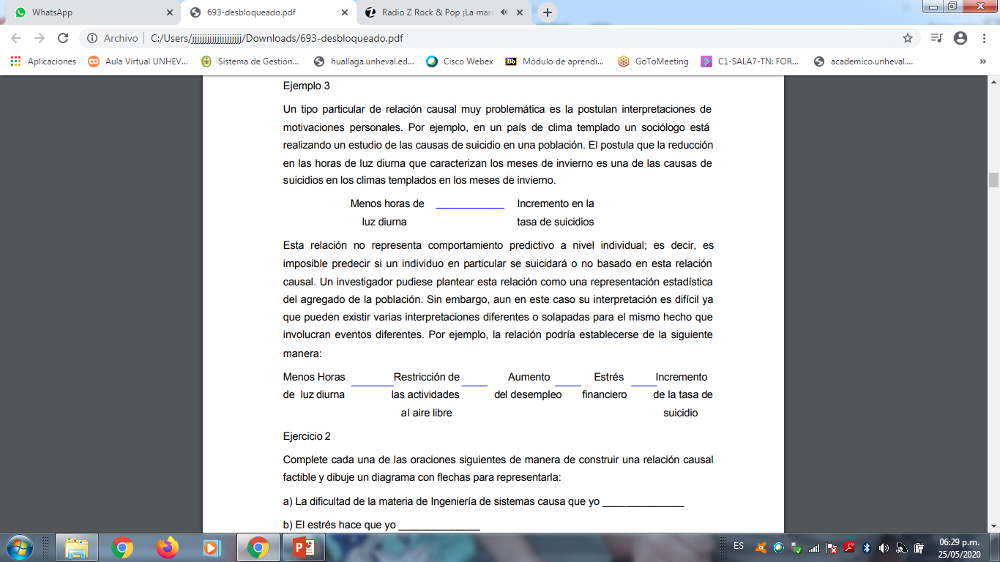 WhatsApp
693-desbloqueado.pdf
Radio Z Rock & Pop ¡La marc
Archivo
C:/Users/jjjjjjjjjjjjjjjjjjjj/Downloads/693-desbloqueado.pdf
Aplicaciones
Aula Virtual UNHEV...
Sistema de Gestión...
huallaga.unheval.ed...
Cisco Webex
Bb
Módulo de aprendi...
GoToMeeting
C1-SALA7-TN: FOR...
academico.unheval....
»
Ejemplo 3
Un tipo particular de relación causal muy problemática es la postulan interpretaciones de
motivaciones personales. Por ejemplo, en un país de clima templado un sociólogo está
realizando un estudio de las causas de suicidio en una población. El postula que la reducción
en las horas de luz diurna que caracterizan los meses de invierno es una de las causas de
suicidios en los climas templados en los meses de invierno.
Menos horas de ____________ Incremento en la
luz diurna tasa de suicidios
Esta relación no representa comportamiento predictivo a nivel individual; es decir, es
imposible predecir si un individuo en particular se suicidará o no basado en esta relación
causal. Un investigador pudiese plantear esta relación como una representación estadística
del agregado de la población. Sin embargo, aun en este caso su interpretación es difícil ya
que pueden existir varias interpretaciones diferentes o solapadas para el mismo hecho que
involucran eventos diferentes. Por ejemplo, la relación podría establecerse de la siguiente
manera:
Menos Horas Restricción de Aumento Estrés Incremento
de luz diurna las actividades del desempleo financiero de la tasa de
al aire libre suicidio
Ejercicio 2
Complete cada una de las oraciones siguientes de manera de construir una relación causal
factible y dibuje un diagrama con flechas para representarla:
a) La dificultad de la materia de Ingeniería de sistemas causa que yo ______________
b) El estrés hace que yo ______________
ES
06:29 p.m.
25/05/2020